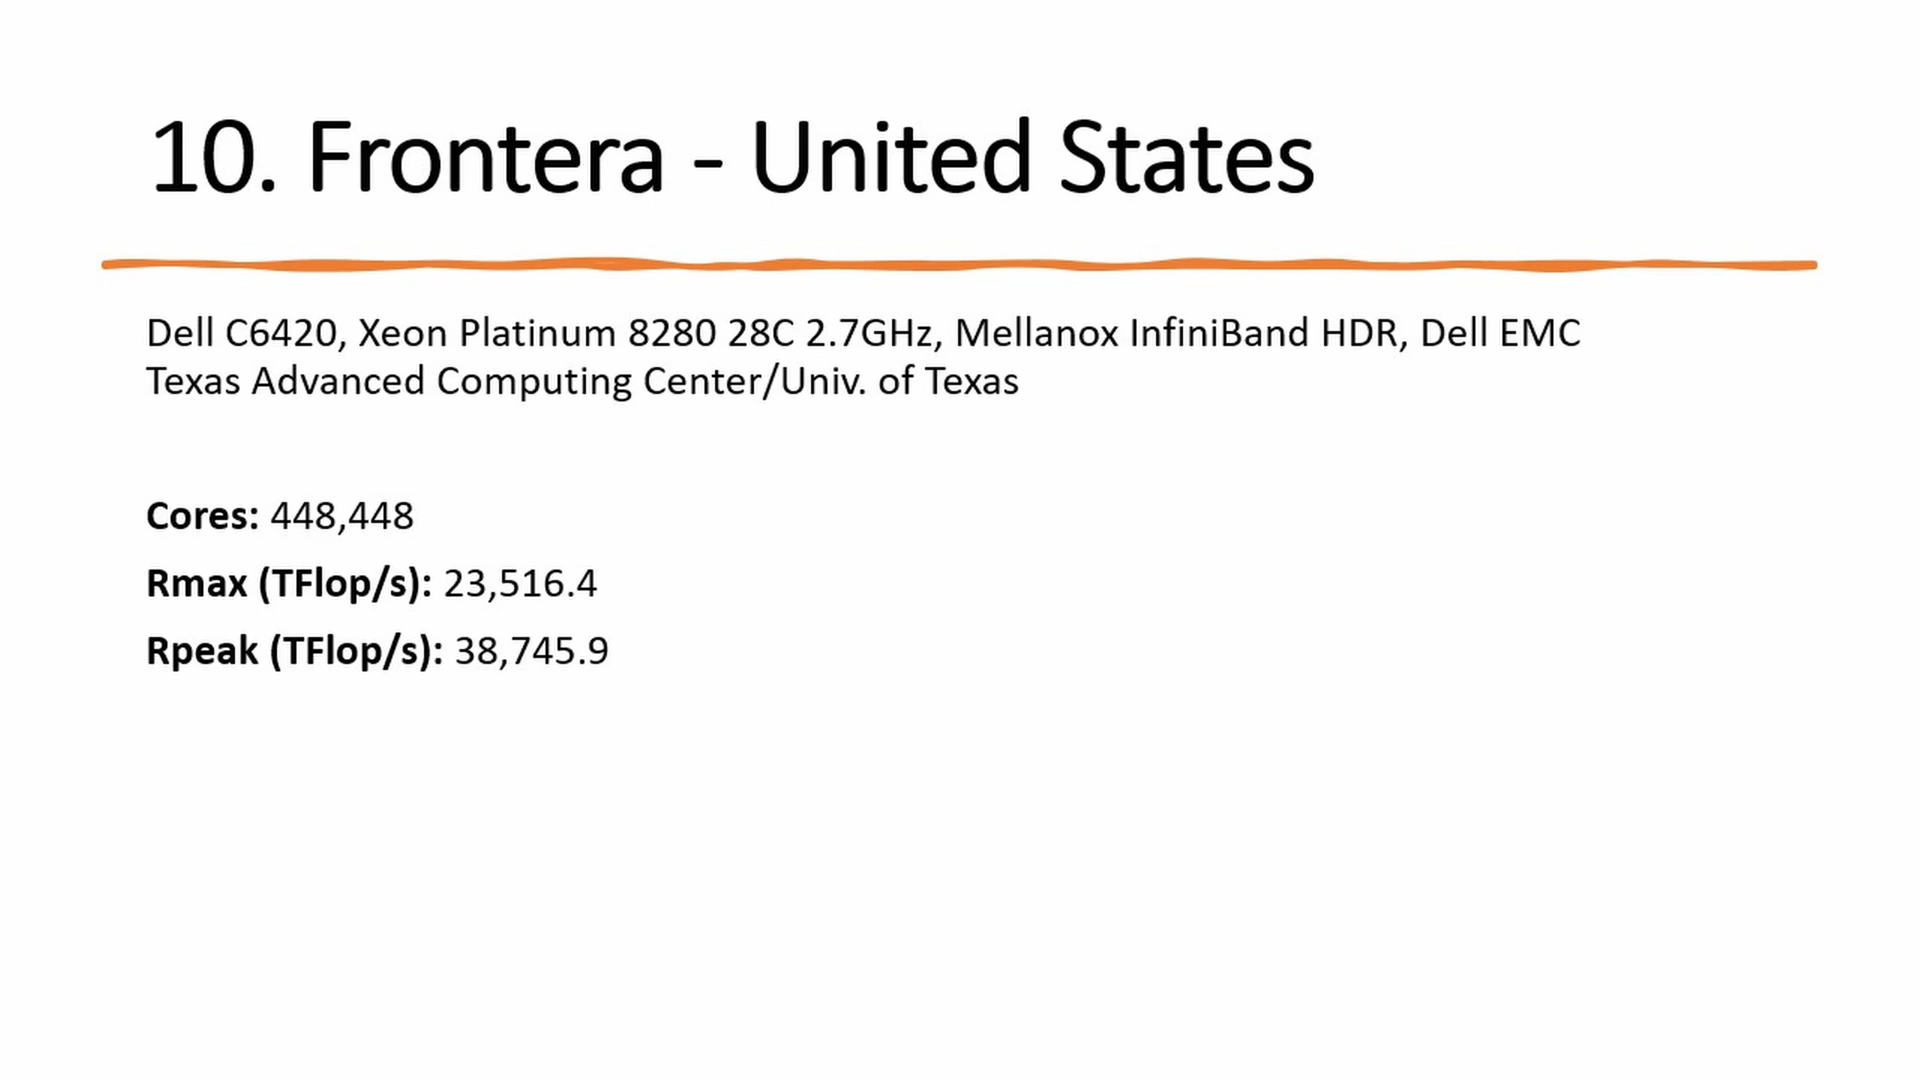 10. Frontera - United States
Dell C6420, Xeon Platinum 8280 28C 2.7GHz, Mellanox InfiniBand HDR, Dell EMC
Texas Advanced Computing Center/Univ. of Texas
Cores: 448,448
Rmax (TFlop/s): 23,516.4
Rpeak (TFlop/s): 38,745.9